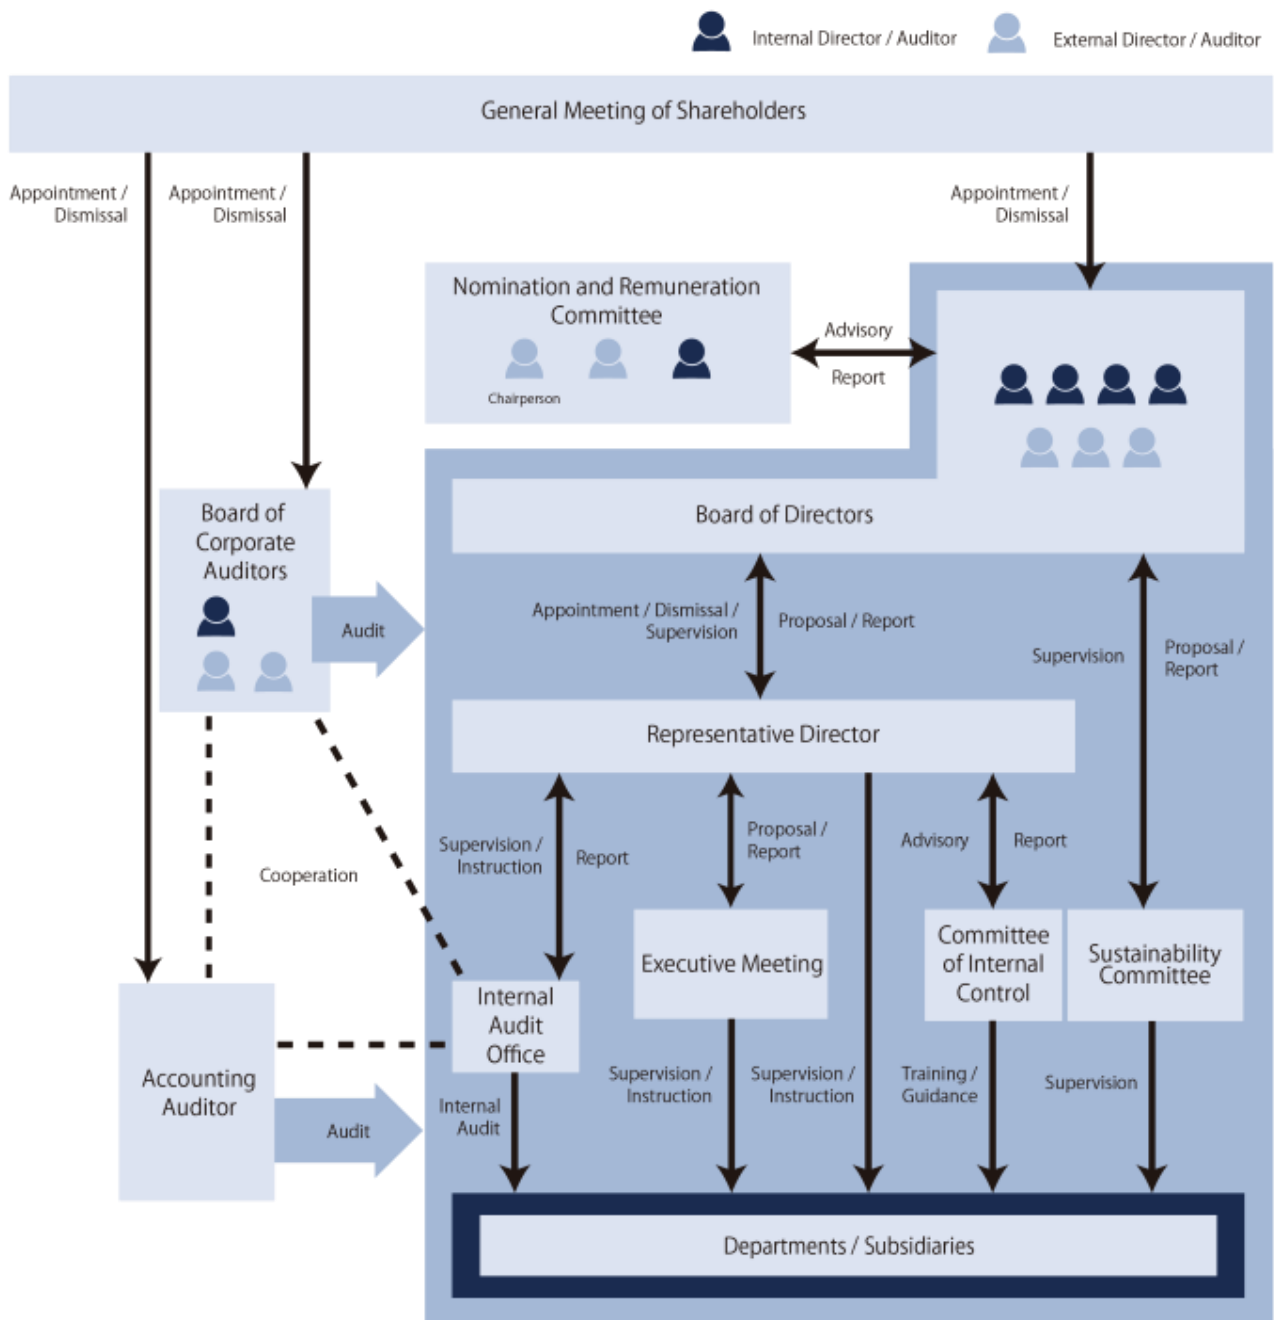 Internal Director / Auditor
External Director / Auditor
General Meeting of Shareholders
Appointment /
Dismissal
Appointment /
Dismissal
Appointment /
Dismissal
Nomination and Remuneration
Committee
Chairperson
Advisory
Report
Board of
Corporate
Auditors
Audit
Board of Directors
Appointment / Dismissal /
Supervision
Proposal / Report
Supervision
Proposal /
Report
Representative Director
Supervision /
Instruction
Report
Proposal /
Report
Advisory
Report
Cooperation
Executive Meeting
Committee
of Internal
Control
Sustainability
Committee
Internal
Audit
Office
Accounting
Auditor
Audit
Internal
Audit
Supervision /
Instruction
Supervision /
Instruction
Training /
Guidance
Supervision
Departments / Subsidiaries